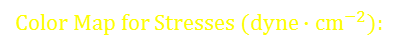 Color Map for Stresses (dyne · cm⁻²):